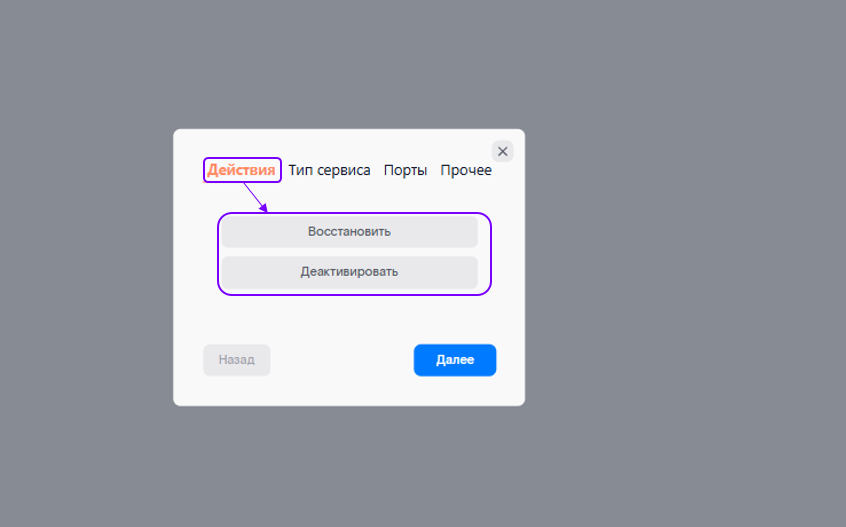 Действия Тип сервиса Порты Прочее
Восстановить
Деактивировать
Назад Далее